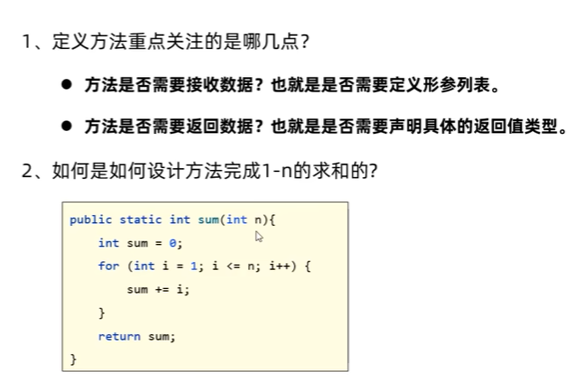 1、定义方法重点关注的是哪几点？
● 方法是否需要接收数据？也就是是否需要定义形参列表。
● 方法是否需要返回数据？也就是是否需要声明具体的返回值类型。
2、如何是如何设计方法完成1-n的求和的？
public static int sum(int n){
    int sum = 0;
    for (int i = 1; i <= n; i++) {
        sum += i;
    }
    return sum;
}